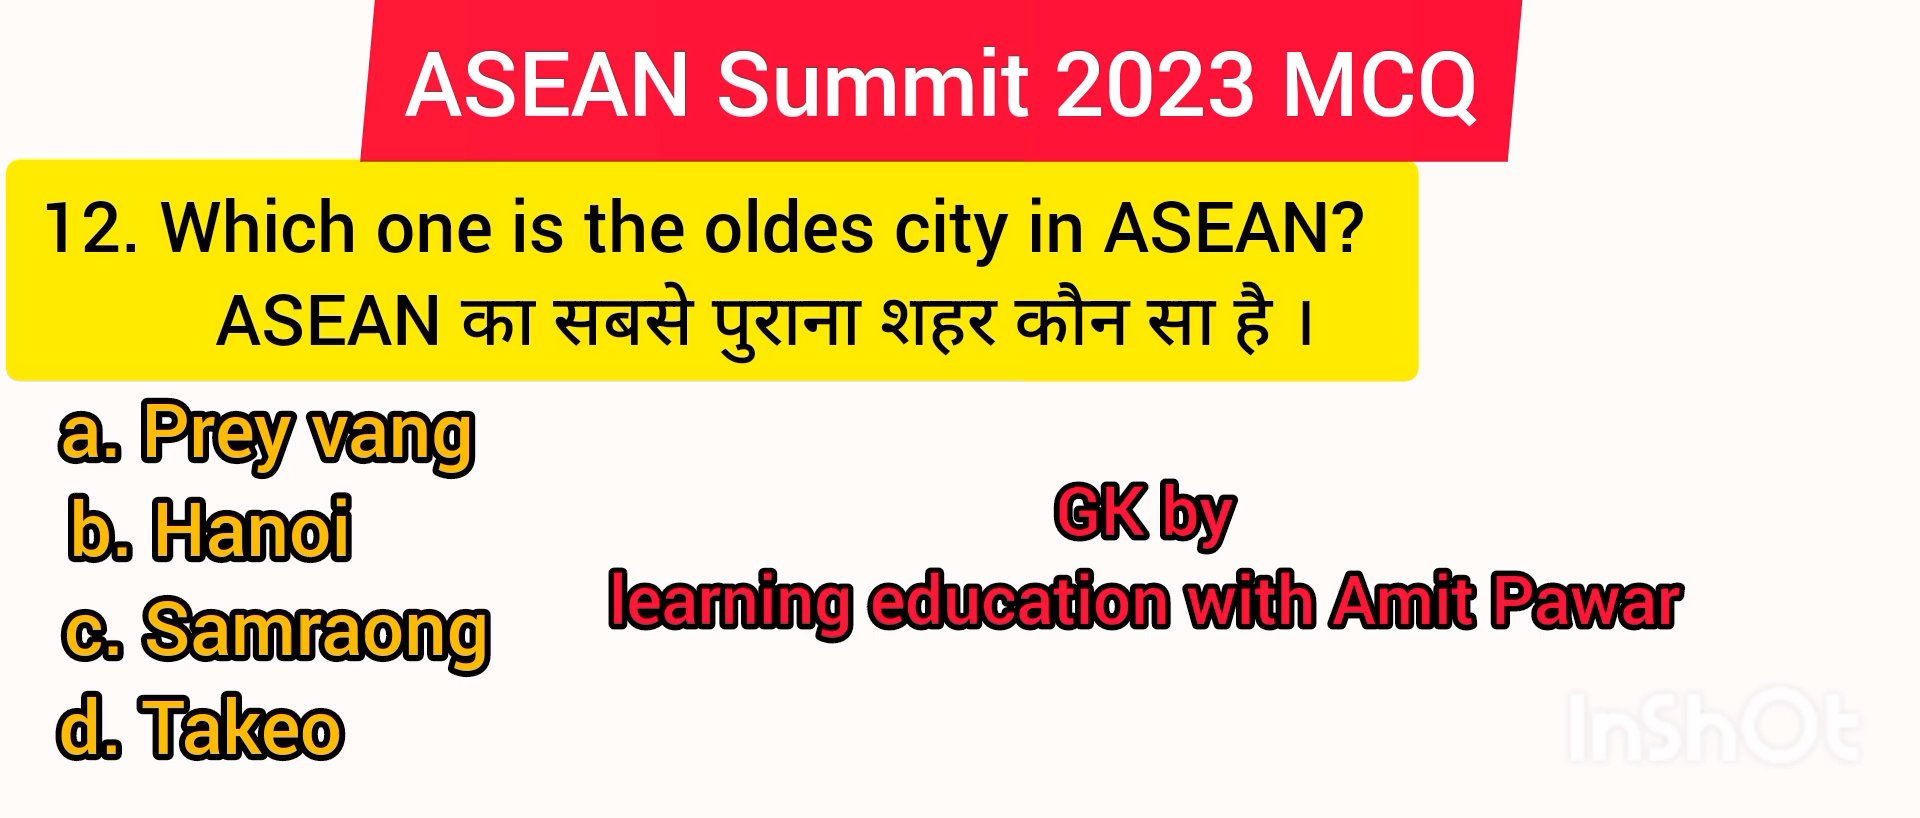 ASEAN Summit 2023 MCQ
12. Which one is the oldes city in ASEAN?
ASEAN का सबसे पुराना शहर कौन सा है ।
a. Prey vang
b. Hanoi
c. Samraong
d. Takeo
GK by
learning education with Amit Pawar
InShOt